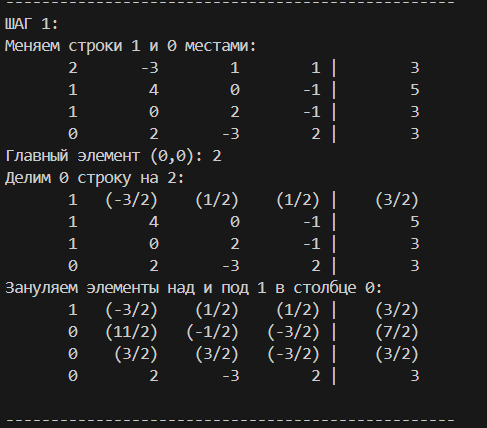 --------------------------------------------------
ШАГ 1:
Меняем строки 1 и 0 местами:
2 -3 1 1 | 3
1 4 0 -1 | 5
1 0 2 -1 | 3
0 2 -3 2 | 3
Главный элемент (0,0): 2
Делим 0 строку на 2:
1 (-3/2) (1/2) (1/2) | (3/2)
1 4 0 -1 | 5
1 0 2 -1 | 3
0 2 -3 2 | 3
Зануляем элементы над и под 1 в столбце 0:
1 (-3/2) (1/2) (1/2) | (3/2)
0 (11/2) (-1/2) (-3/2) | (7/2)
0 (3/2) (3/2) (-3/2) | (3/2)
0 2 -3 2 | 3
--------------------------------------------------